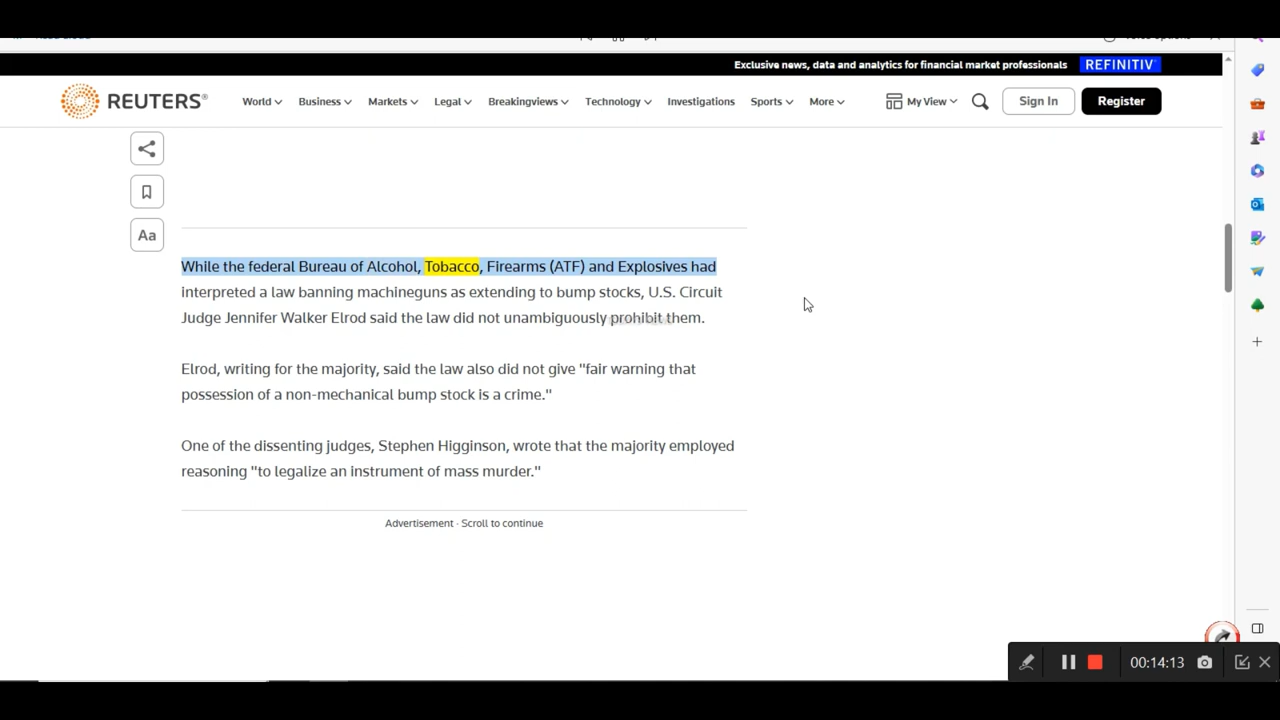 Exclusive news, data and analytics for financial market professionals REFINITIV
REUTERS World Business Markets Legal Breakingviews Technology Investigations Sports More My View Sign In Register
Aa
While the federal Bureau of Alcohol, Tobacco, Firearms (ATF) and Explosives had
interpreted a law banning machineguns as extending to bump stocks, U.S. Circuit
Judge Jennifer Walker Elrod said the law did not unambiguously prohibit them.
Elrod, writing for the majority, said the law also did not give "fair warning that
possession of a non-mechanical bump stock is a crime."
One of the dissenting judges, Stephen Higginson, wrote that the majority employed
reasoning "to legalize an instrument of mass murder."
Advertisement · Scroll to continue
00:14:13